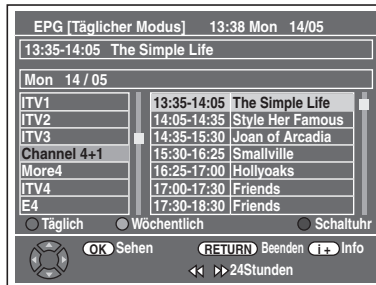 EPG [Täglicher Modus] 13:38 Mon 14/05
13:35-14:05 The Simple Life
Mon 14 / 05
ITV1 13:35-14:05 The Simple Life
ITV2 14:05-14:35 Style Her Famous
ITV3 14:35-15:30 Joan of Arcadia
Channel 4+1 15:30-16:25 Smallville
More4 16:25-17:00 Hollyoaks
ITV4 17:00-17:30 Friends
E4 17:30-18:30 Friends
Täglich Wöchentlich Schaltuhr
OK Sehen RETURN Beenden i+ Info
24Stunden